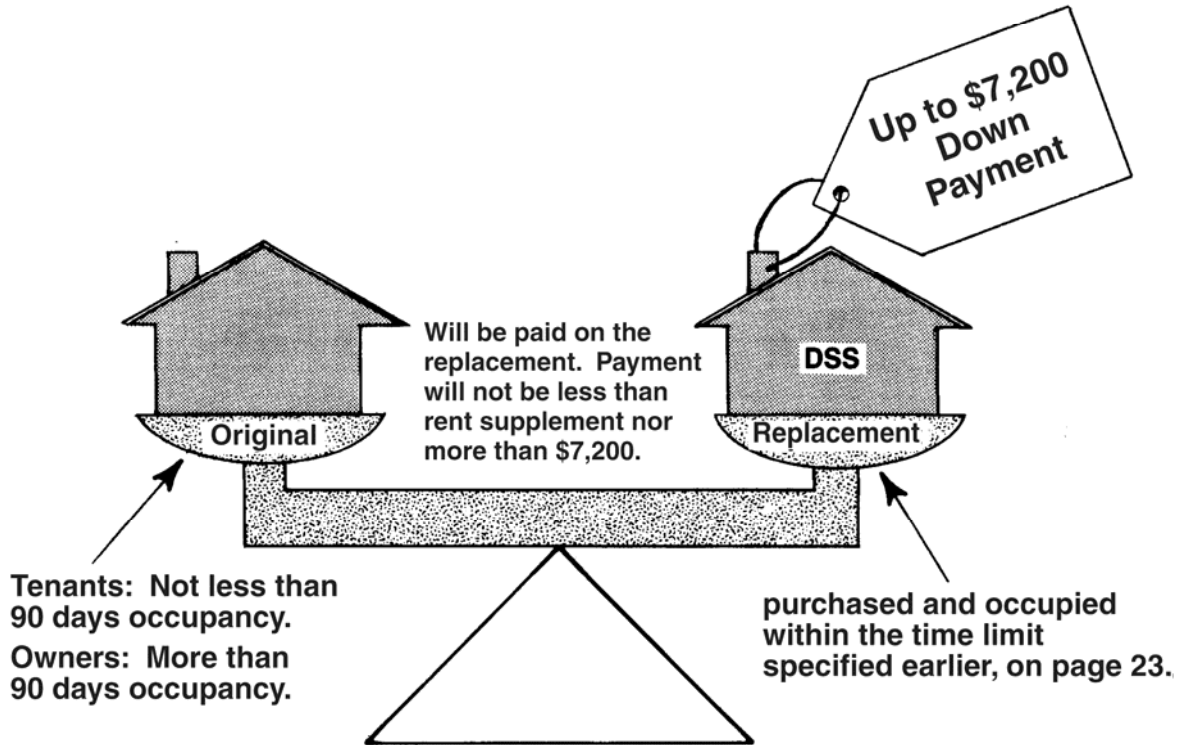 Up to $7,200
Down
Payment
Will be paid on the
replacement. Payment
will not be less than
rent supplement nor
more than $7,200.
DSS
Original
Replacement
Tenants: Not less than
90 days occupancy.
Owners: More than
90 days occupancy.
purchased and occupied
within the time limit
specified earlier, on page 23.